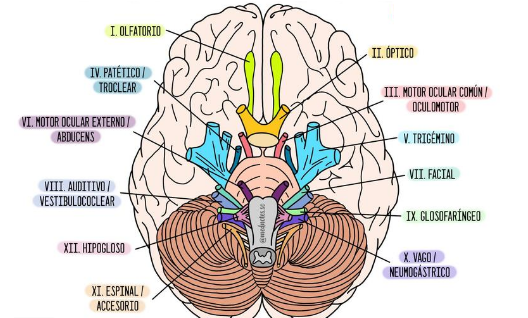 I. OLFATORIO
II. ÓPTICO
IV. PATÉTICO /
TROCLEAR
III. MOTOR OCULAR COMÚN /
OCULOMOTOR
VI. MOTOR OCULAR EXTERNO /
ABDUCENS
V. TRIGÉMINO
VII. FACIAL
VIII. AUDITIVO /
VESTIBULOCOCLEAR
IX. GLOSOFARÍNGEO
XII. HIPOGLOSO
X. VAGO /
NEUMOGÁSTRICO
XI. ESPINAL /
ACCESORIO